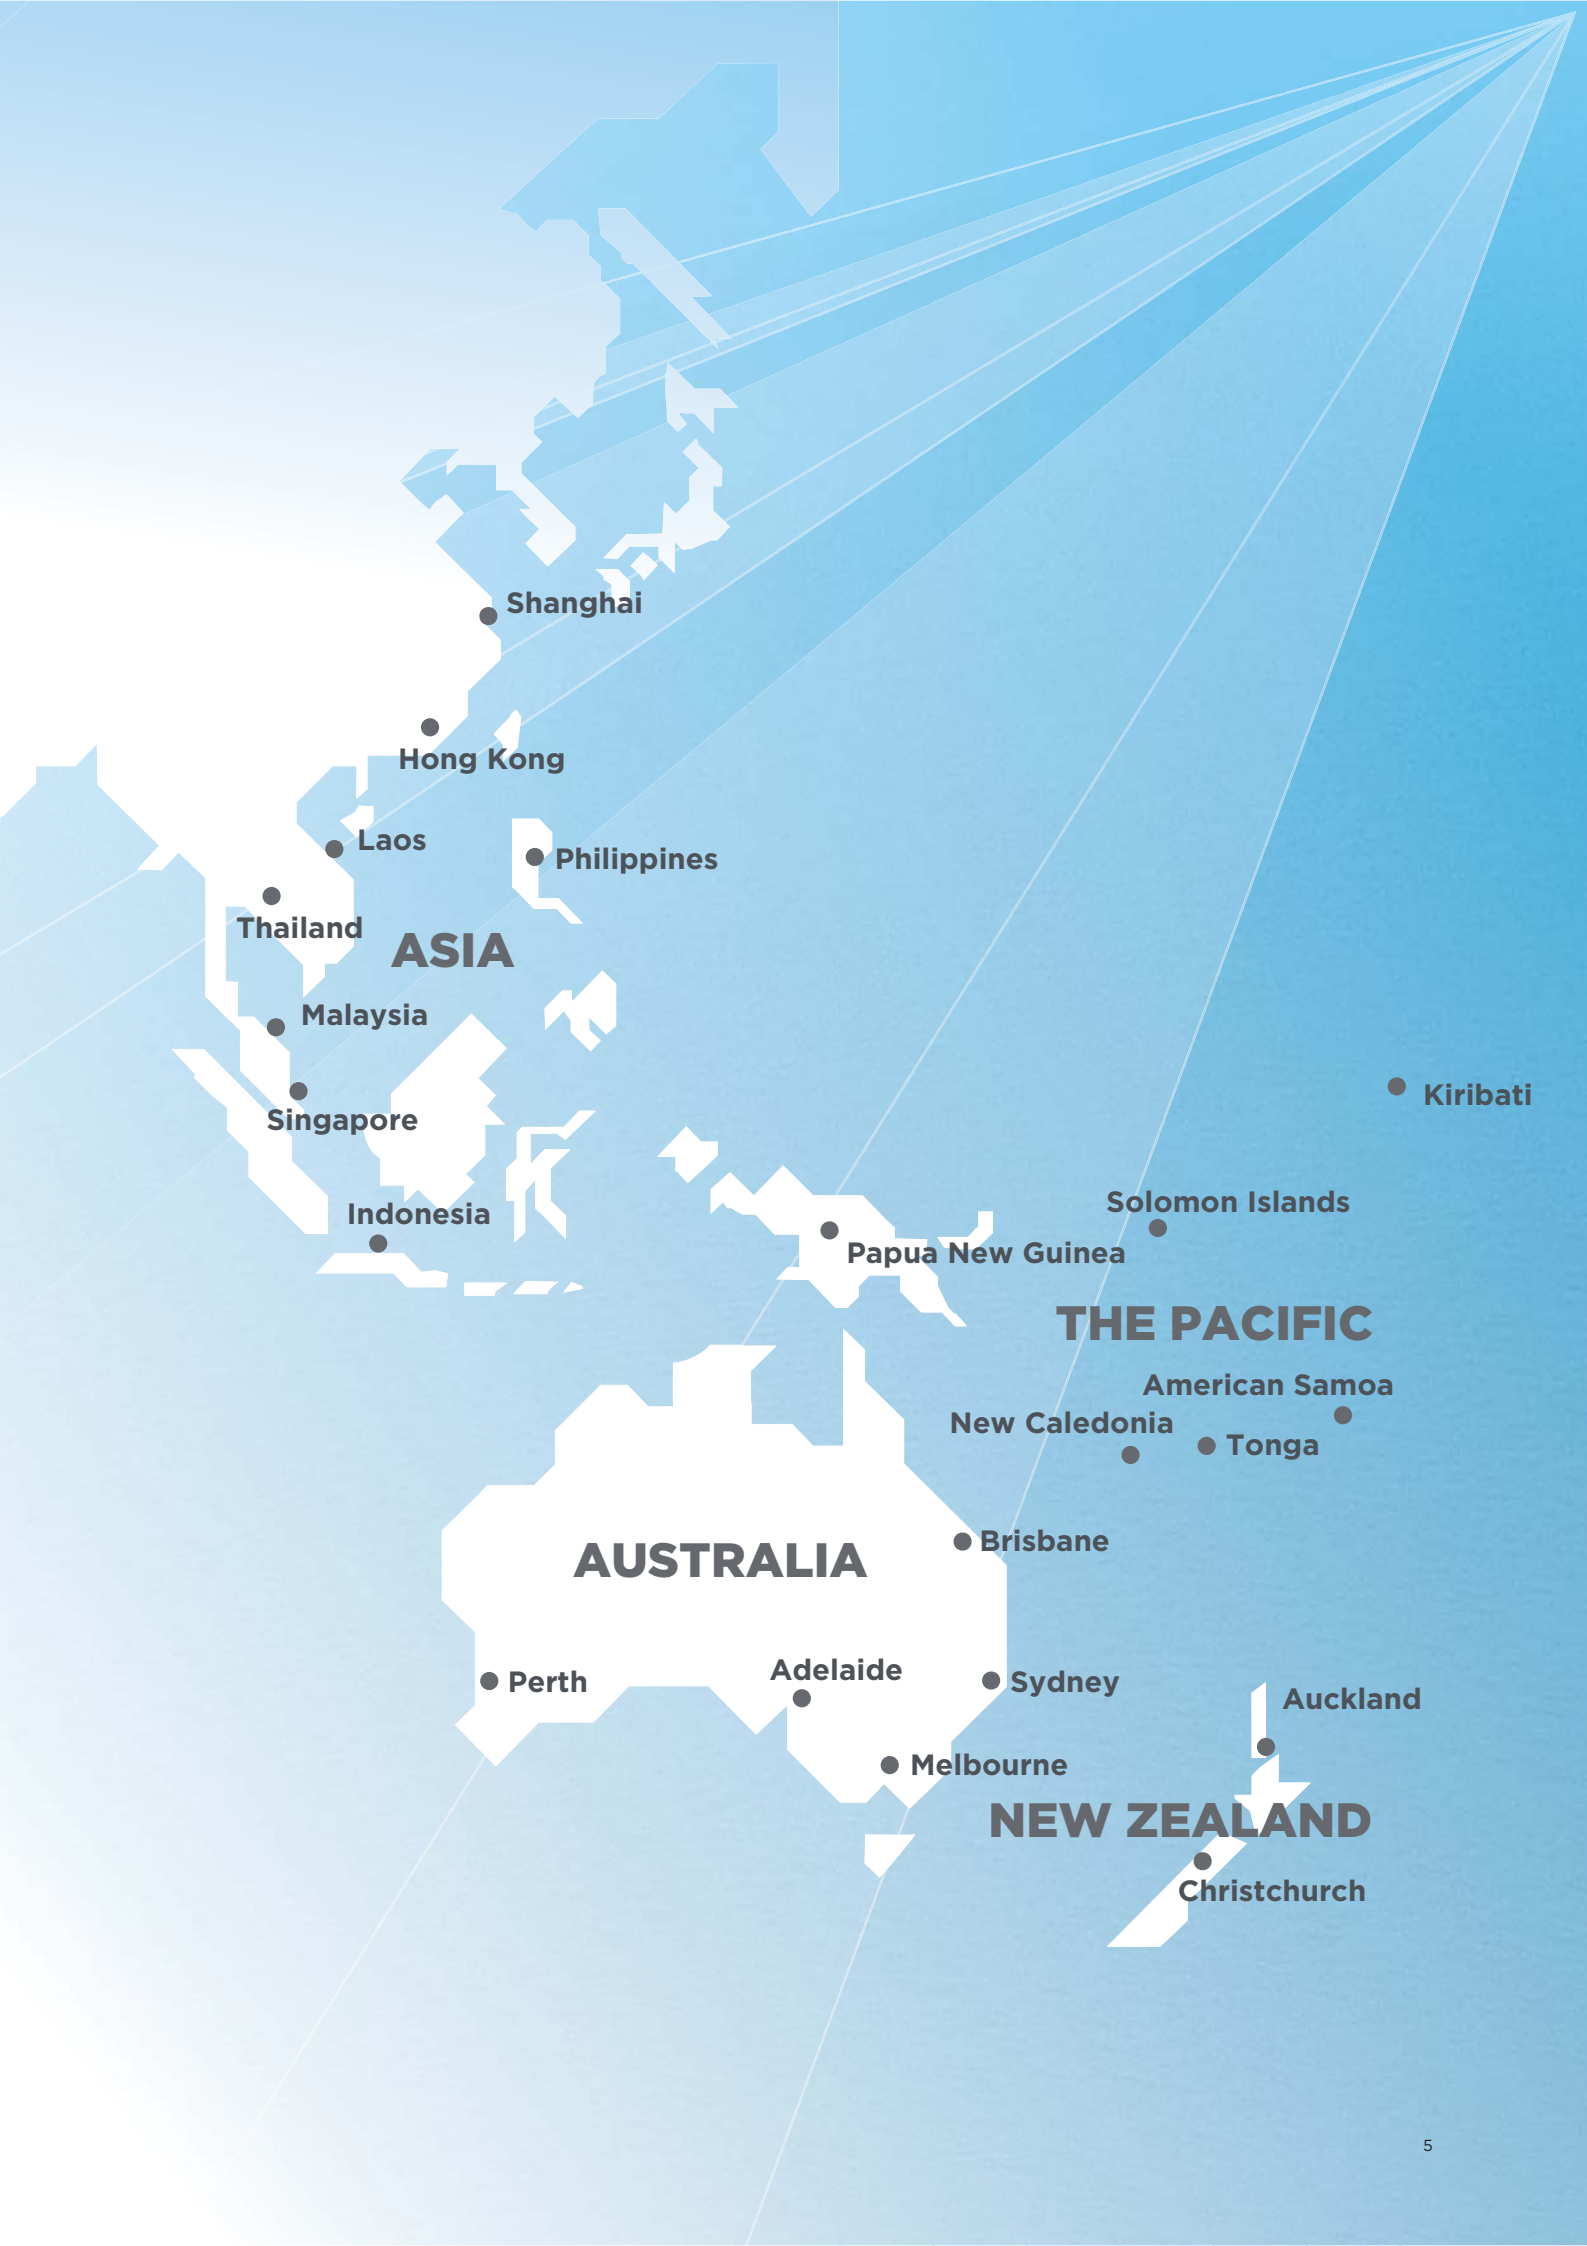 Shanghai
Hong Kong
Laos
Philippines
Thailand
ASIA
Malaysia
Kiribati
Singapore
Solomon Islands
Indonesia
Papua New Guinea
THE PACIFIC
American Samoa
New Caledonia
Tonga
Brisbane
AUSTRALIA
Adelaide
Perth
Sydney
Auckland
Melbourne
NEW ZEALAND
Christchurch
5